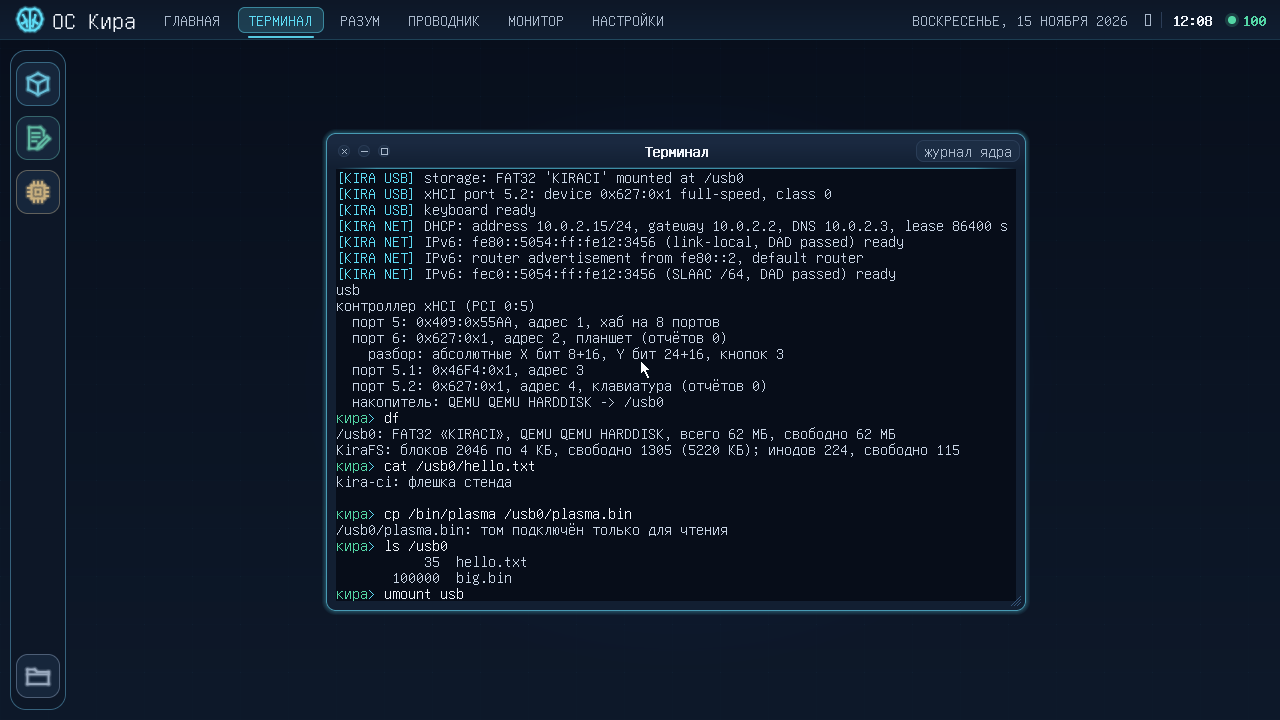 ОС Кира
ГЛАВНАЯ
ТЕРМИНАЛ
РАЗУМ
ПРОВОДНИК
МОНИТОР
НАСТРОЙКИ
ВОСКРЕСЕНЬЕ, 15 НОЯБРЯ 2026
12:08
100
Терминал
журнал ядра
[KIRA USB] storage: FAT32 'KIRACI' mounted at /usb0
[KIRA USB] xHCI port 5.2: device 0x627:0x1 full-speed, class 0
[KIRA USB] keyboard ready
[KIRA NET] DHCP: address 10.0.2.15/24, gateway 10.0.2.2, DNS 10.0.2.3, lease 86400 s
[KIRA NET] IPv6: fe80::5054:ff:fe12:3456 (link-local, DAD passed) ready
[KIRA NET] IPv6: router advertisement from fe80::2, default router
[KIRA NET] IPv6: fec0::5054:ff:fe12:3456 (SLAAC /64, DAD passed) ready
usb
контроллер xHCI (PCI 0:5)
порт 5: 0x409:0x55AA, адрес 1, хаб на 8 портов
порт 6: 0x627:0x1, адрес 2, планшет (отчётов 0)
разбор: абсолютные X бит 8+16, Y бит 24+16, кнопок 3
порт 5.1: 0x46F4:0x1, адрес 3
порт 5.2: 0x627:0x1, адрес 4, клавиатура (отчётов 0)
накопитель: QEMU QEMU HARDDISK -> /usb0
кира> df
/usb0: FAT32 «KIRACI», QEMU QEMU HARDDISK, всего 62 МБ, свободно 62 МБ
KiraFS: блоков 2046 по 4 КБ, свободно 1305 (5220 КБ); инодов 224, свободно 115
кира> cat /usb0/hello.txt
kira-ci: флешка стенда
кира> cp /bin/plasma /usb0/plasma.bin
/usb0/plasma.bin: том подключён только для чтения
кира> ls /usb0
35 hello.txt
100000 big.bin
кира> umount usb